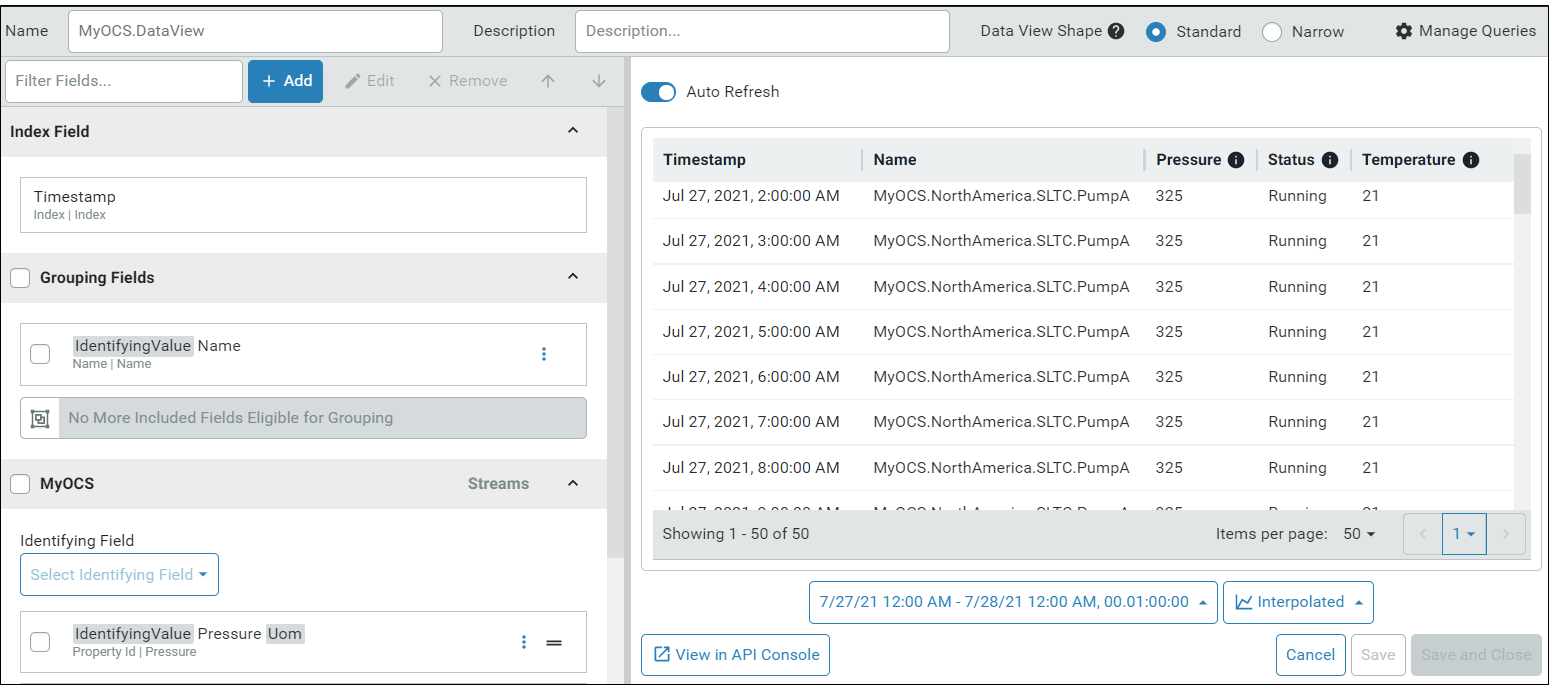 Name MyOCS.DataView Description Description... Data View Shape ? Standard Narrow Manage Queries
Filter Fields... + Add Edit Remove
Index Field
Timestamp
Index | Index
Grouping Fields
IdentifyingValue Name
Name | Name
No More Included Fields Eligible for Grouping
MyOCS Streams
Identifying Field
Select Identifying Field
IdentifyingValue Pressure Uom
Property Id | Pressure
Auto Refresh
Timestamp Name Pressure i Status i Temperature i
Jul 27, 2021, 2:00:00 AM MyOCS.NorthAmerica.SLTC.PumpA 325 Running 21
Jul 27, 2021, 3:00:00 AM MyOCS.NorthAmerica.SLTC.PumpA 325 Running 21
Jul 27, 2021, 4:00:00 AM MyOCS.NorthAmerica.SLTC.PumpA 325 Running 21
Jul 27, 2021, 5:00:00 AM MyOCS.NorthAmerica.SLTC.PumpA 325 Running 21
Jul 27, 2021, 6:00:00 AM MyOCS.NorthAmerica.SLTC.PumpA 325 Running 21
Jul 27, 2021, 7:00:00 AM MyOCS.NorthAmerica.SLTC.PumpA 325 Running 21
Jul 27, 2021, 8:00:00 AM MyOCS.NorthAmerica.SLTC.PumpA 325 Running 21
Showing 1 - 50 of 50 Items per page: 50 < 1 >
7/27/21 12:00 AM - 7/28/21 12:00 AM, 00.01:00:00 Interpolated
View in API Console Cancel Save Save and Close